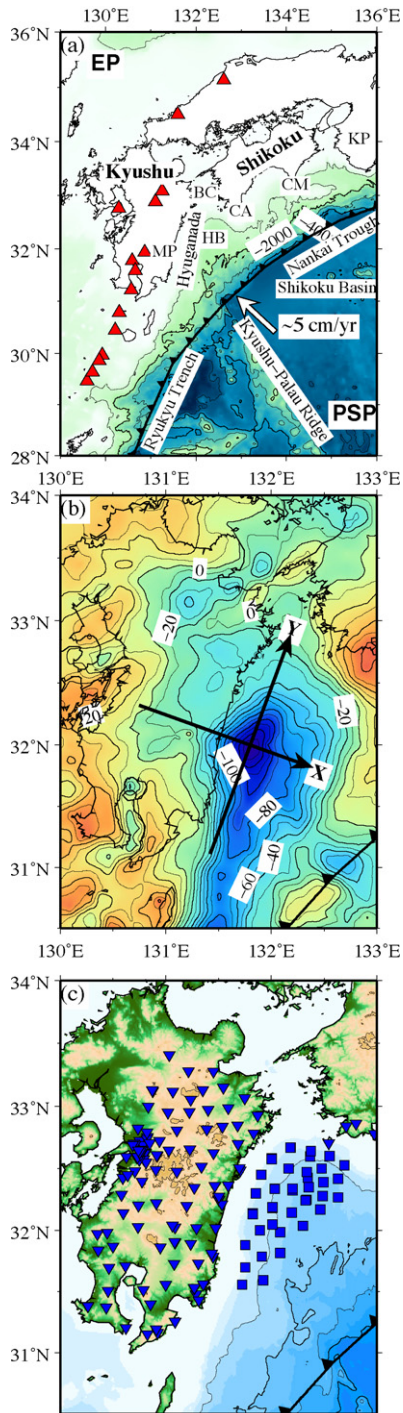 130°E 132°E 134°E 136°E
36°N
(a)
EP
34°N
KP
Shikoku
Kyushu
BC
CM
CA
32°N
−2000
−400
Nankai Trough
MP
Hyuganada
HB
Shikoku Basin
~5 cm/yr
30°N
Ryukyu Trench
Kyushu−Palau Ridge
PSP
28°N
130°E 131°E 132°E 133°E
34°N
(b)
0
33°N
−20
0
Y
−20
20
32°N
−100
X
−80
31°N
−40
−60
130°E 131°E 132°E 133°E
34°N
(c)
33°N
32°N
31°N